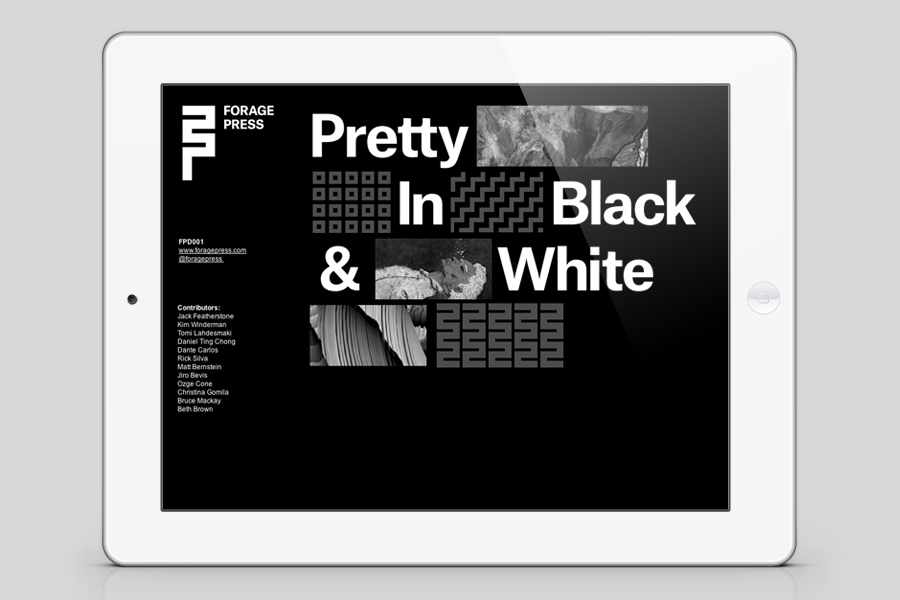 FORAGE
PRESS
Pretty
In Black
& White
FPD001
www.foragepress.com
@foragepress
Contributors:
Jack Featherstone
Kim Winderman
Tomi Lahdesmaki
Daniel Ting Chong
Dante Carlos
Rick Silva
Matt Bernstein
Jiro Bevis
Ozge Cone
Christina Gomila
Bruce Mackay
Beth Brown